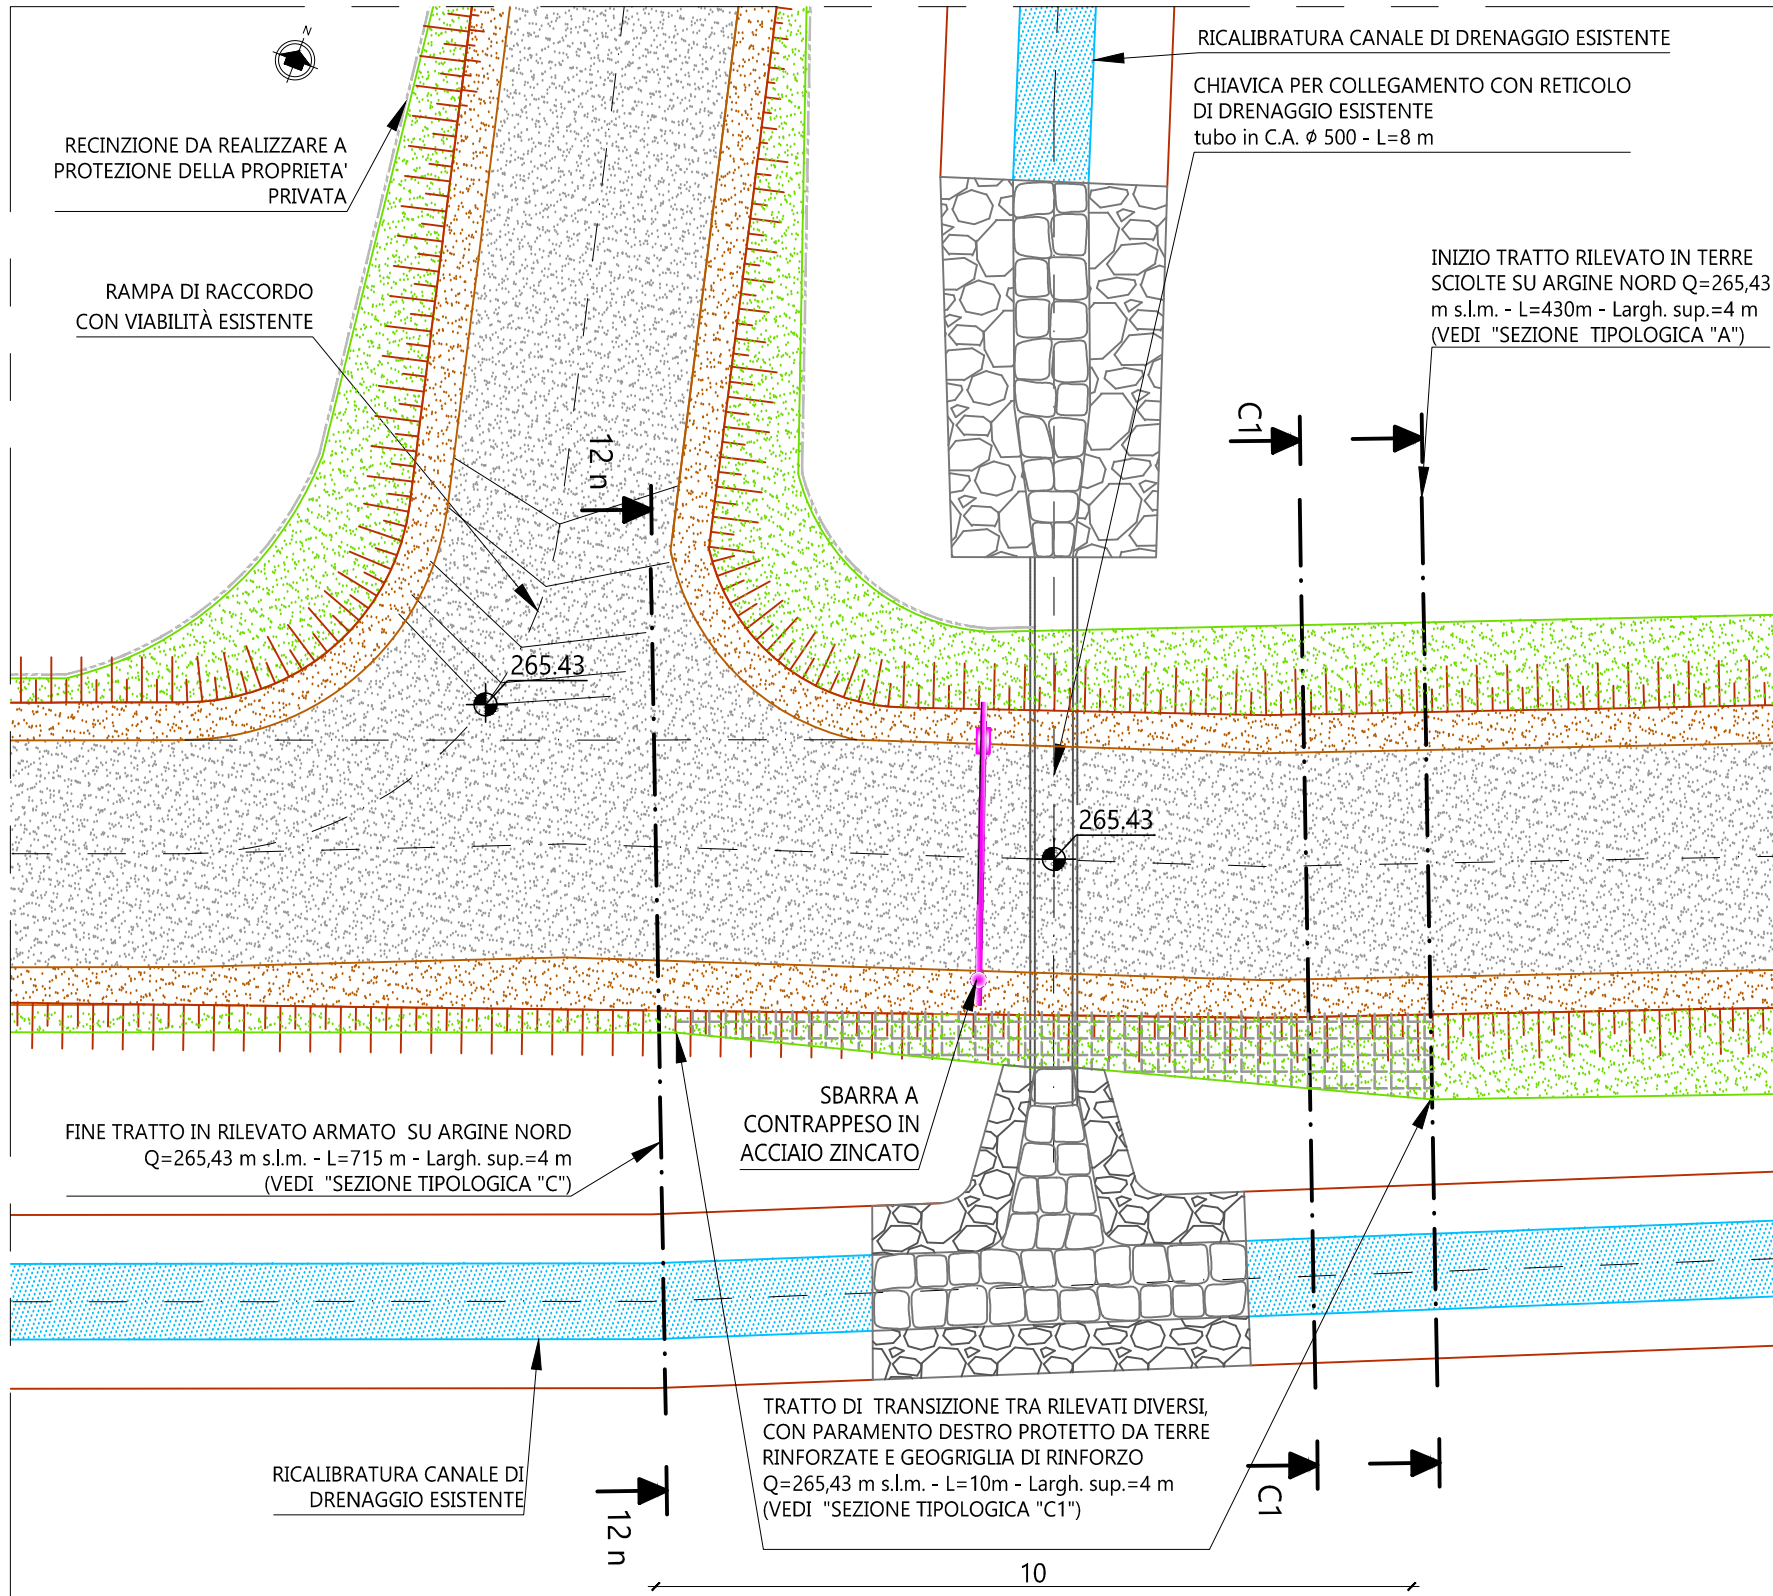 N
RICALIBRATURA CANALE DI DRENAGGIO ESISTENTE
CHIAVICA PER COLLEGAMENTO CON RETICOLO
DI DRENAGGIO ESISTENTE
tubo in C.A. ø 500 - L=8 m
RECINZIONE DA REALIZZARE A
PROTEZIONE DELLA PROPRIETA'
PRIVATA
INIZIO TRATTO RILEVATO IN TERRE
SCIOLTE SU ARGINE NORD Q=265,43
m s.l.m. - L=430m - Largh. sup.=4 m
(VEDI "SEZIONE TIPOLOGICA "A")
RAMPA DI RACCORDO
CON VIABILITÀ ESISTENTE
C1
12 n
265.43
265.43
SBARRA A
CONTRAPPESO IN
ACCIAIO ZINCATO
FINE TRATTO IN RILEVATO ARMATO SU ARGINE NORD
Q=265,43 m s.l.m. - L=715 m - Largh. sup.=4 m
(VEDI "SEZIONE TIPOLOGICA "C")
TRATTO DI TRANSIZIONE TRA RILEVATI DIVERSI,
CON PARAMENTO DESTRO PROTETTO DA TERRE
RINFORZATE E GEOGRIGLIA DI RINFORZO
Q=265,43 m s.l.m. - L=10m - Largh. sup.=4 m
(VEDI "SEZIONE TIPOLOGICA "C1")
RICALIBRATURA CANALE DI
DRENAGGIO ESISTENTE
C1
12 n
10